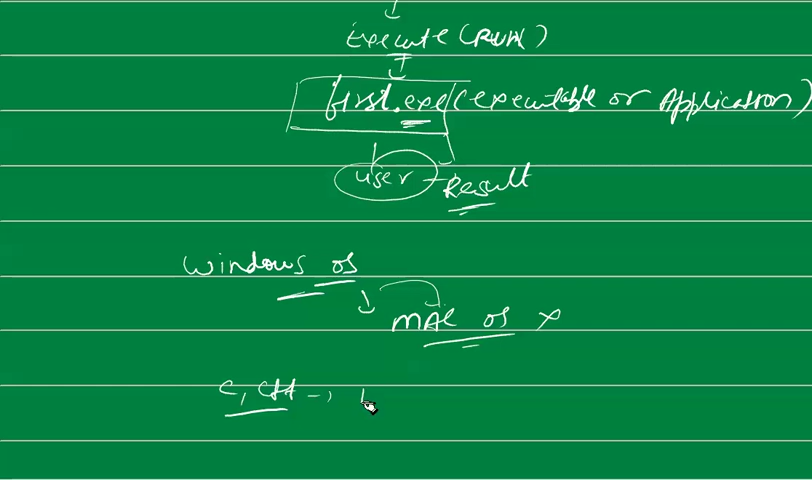 Execute (RUN)
first.exe (executable or Application)
user → Result
Windows os
MAC os ×
C, C++ →